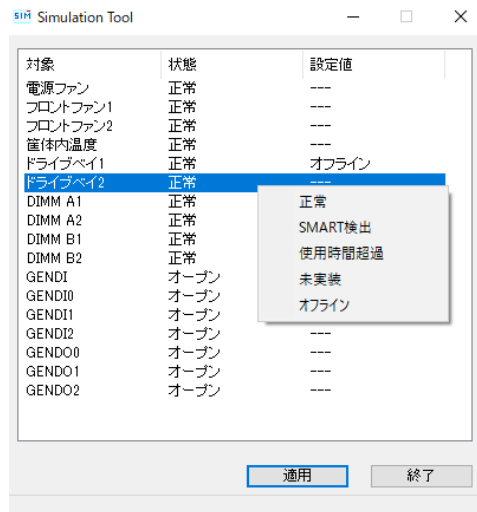 SIM Simulation Tool
対象 状態 設定値
電源ファン 正常 ---
フロントファン1 正常 ---
フロントファン2 正常 ---
筐体内温度 正常 ---
ドライブベイ1 正常 オフライン
ドライブベイ2 正常 ---
DIMM A1 正常
DIMM A2 正常
DIMM B1 正常
DIMM B2 正常
GENDI オープン
GENDI0 オープン
GENDI1 オープン
GENDI2 オープン ---
GENDO0 オープン ---
GENDO1 オープン ---
GENDO2 オープン ---
正常
SMART検出
使用時間超過
未実装
オフライン
適用 終了